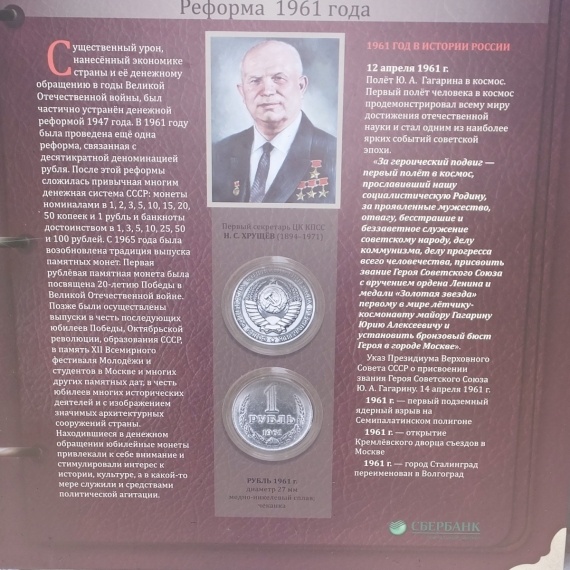 Реформа 1961 года
Существенный урон,
нанесённый экономике
страны и её денежному
обращению в годы Великой
Отечественной войны, был
частично устранён денежной
реформой 1947 года. В 1961 году
была проведена ещё одна
реформа, связанная с
десятикратной деноминацией
рубля. После этой реформы
сложилась привычная многим
денежная система СССР: монеты
номиналами в 1, 2, 3, 5, 10, 15, 20,
50 копеек и 1 рубль и банкноты
достоинством в 1, 3, 5, 10, 25, 50
и 100 рублей. С 1965 года была
возобновлена традиция выпуска
памятных монет. Первая
рублёвая памятная монета была
посвящена 20-летию Победы в
Великой Отечественной войне.
Позже были осуществлены
выпуски в честь последующих
юбилеев Победы, Октябрьской
революции, образования СССР,
в память XII Всемирного
фестиваля Молодёжи и
студентов в Москве и многих
других памятных дат, в честь
юбилеев многих исторических
деятелей и с изображением
значимых архитектурных
сооружений страны.
Находившиеся в денежном
обращении юбилейные монеты
привлекали к себе внимание и
стимулировали интерес к
истории, культуре, а в какой-то
мере служили и средствами
политической агитации.
Первый секретарь ЦК КПСС
Н. С. ХРУЩЁВ (1894–1971)
1
РУБЛЬ
1961
РУБЛЬ 1961 г.
диаметр 27 мм
медно-никелевый сплав
чеканка
1961 ГОД В ИСТОРИИ РОССИИ
12 апреля 1961 г.
Полёт Ю. А. Гагарина в космос.
Первый полёт человека в космос
продемонстрировал всему миру
достижения отечественной
науки и стал одним из наиболее
ярких событий советской
эпохи.
«За героический подвиг —
первый полёт в космос,
прославивший нашу
социалистическую Родину,
за проявленные мужество,
отвагу, бесстрашие и
беззаветное служение
советскому народу, делу
коммунизма, делу прогресса
всего человечества, присвоить
звание Героя Советского Союза
с вручением ордена Ленина и
медали «Золотая звезда»
первому в мире лётчику-
космонавту майору Гагарину
Юрию Алексеевичу и
установить бронзовый бюст
Героя в городе Москве».
Указ Президиума Верховного
Совета СССР о присвоении
звания Героя Советского Союза
Ю. А. Гагарину. 14 апреля 1961 г.
1961 г. — первый подземный
ядерный взрыв на
Семипалатинском полигоне
1961 г. — открытие
Кремлёвского дворца съездов в
Москве
1961 г. — город Сталинград
переименован в Волгоград
СБЕРБАНК